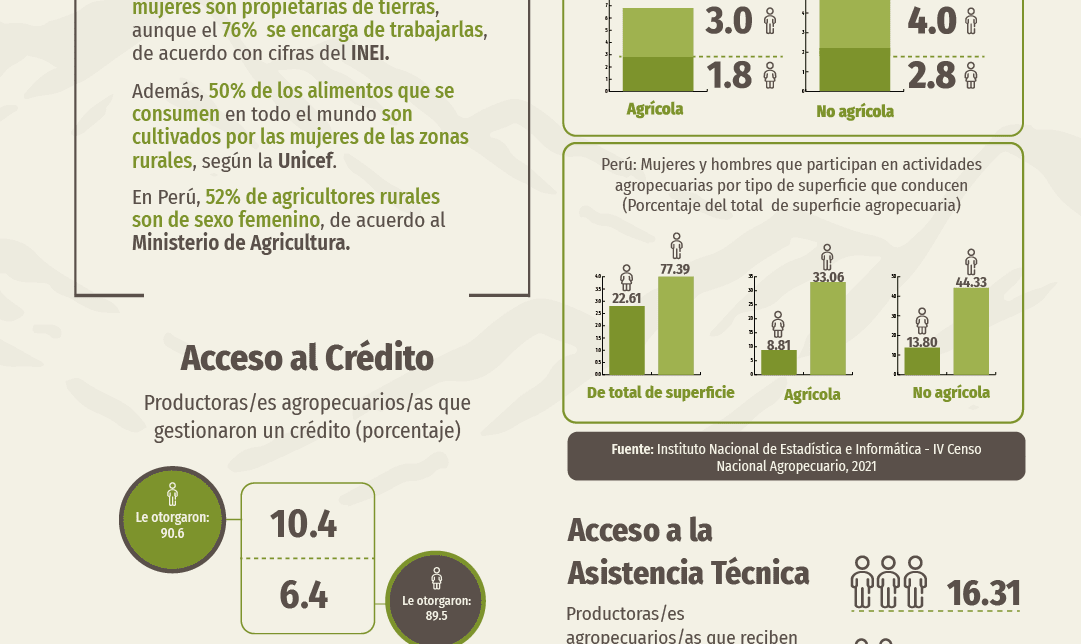 mujeres son propietarias de tierras,
aunque el 76% se encarga de trabajarlas,
de acuerdo con cifras del INEI.
Además, 50% de los alimentos que se
consumen en todo el mundo son
cultivados por las mujeres de las zonas
rurales, según la Unicef.
En Perú, 52% de agricultores rurales
son de sexo femenino, de acuerdo al
Ministerio de Agricultura.
Acceso al Crédito
Productoras/es agropecuarios/as que
gestionaron un crédito (porcentaje)
Le otorgaron:
90.6
10.4
6.4
Le otorgaron:
89.5
3.0
1.8
Agrícola
4.0
2.8
No agrícola
Perú: Mujeres y hombres que participan en actividades
agropecuarias por tipo de superficie que conducen
(Porcentaje del total de superficie agropecuaria)
22.61
77.39
De total de superficie
8.81
33.06
Agrícola
13.80
44.33
No agrícola
Fuente: Instituto Nacional de Estadística e Informática - IV Censo
Nacional Agropecuario, 2021
Acceso a la
Asistencia Técnica
Productoras/es
agropecuarios/as que reciben
16.31